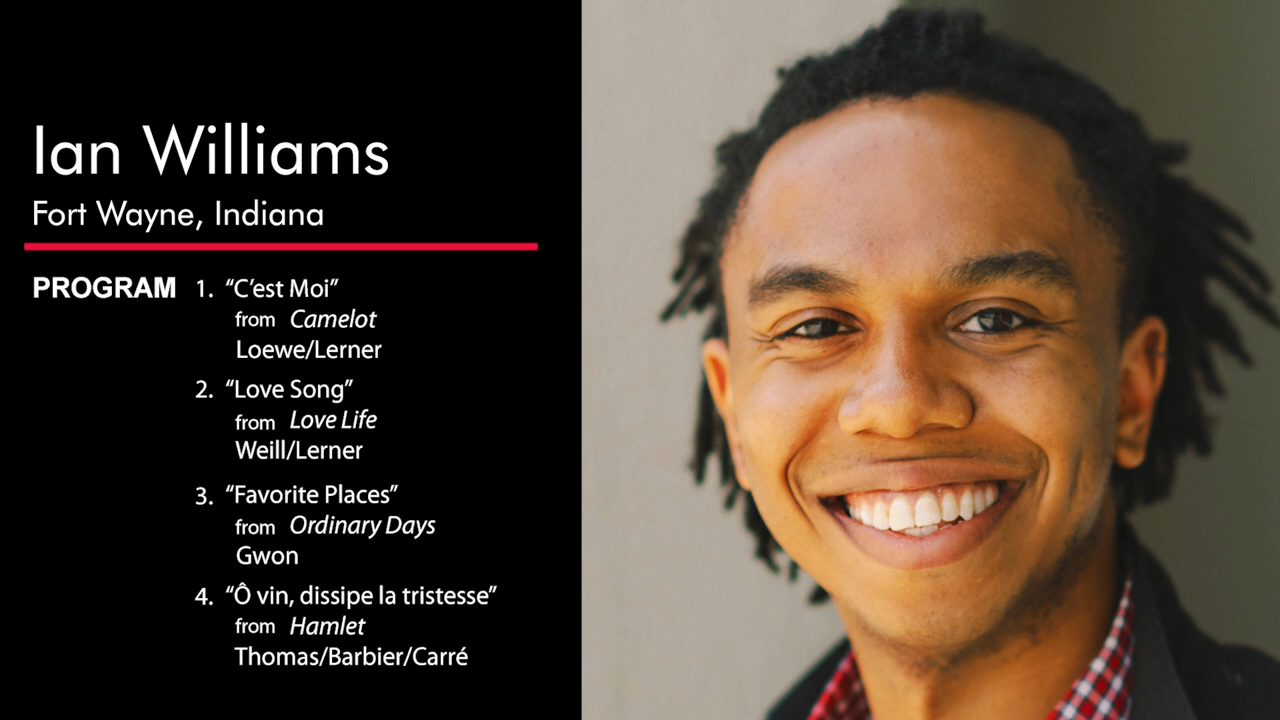 Ian Williams
Fort Wayne, Indiana
PROGRAM 1. “C’est Moi”
from Camelot
Loewe/Lerner
2. “Love Song”
from Love Life
Weill/Lerner
3. “Favorite Places”
from Ordinary Days
Gwon
4. “Ô vin, dissipe la tristesse”
from Hamlet
Thomas/Barbier/Carré